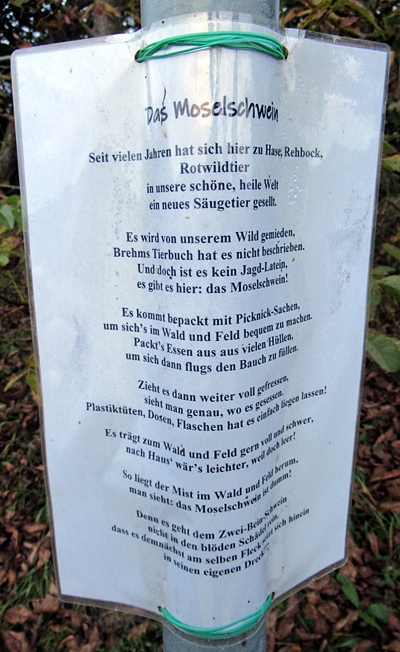 Das Moselschwein
Seit vielen Jahren hat sich hier zu Hase, Rehbock,
Rotwildtier
in unsere schöne, heile Welt
ein neues Säugetier gesellt.
Es wird von unserem Wild gemieden,
Brehms Tierbuch hat es nicht beschrieben.
Und doch ist es kein Jagd-Latein,
es gibt es hier: das Moselschwein!
Es kommt bepackt mit Picknick-Sachen,
um sich's im Wald und Feld bequem zu machen.
Packt's Essen aus aus vielen Hüllen,
um sich dann flugs den Bauch zu füllen.
Zieht es dann weiter voll gefressen,
sieht man genau, wo es gesessen.
Plastiktüten, Dosen, Flaschen hat es einfach liegen lassen!
Es trägt zum Wald und Feld gern voll und schwer,
nach Haus' wär's leichter, weil doch leer!
So liegt der Mist im Wald und Feld herum,
man sieht: das Moselschwein ist dumm!
Denn es geht dem Zwei-Bein-Schwein
nicht in den blöden Schädel rein,
dass es demnächst am selben Fleck sich hinein
in seinen eigenen Dreck